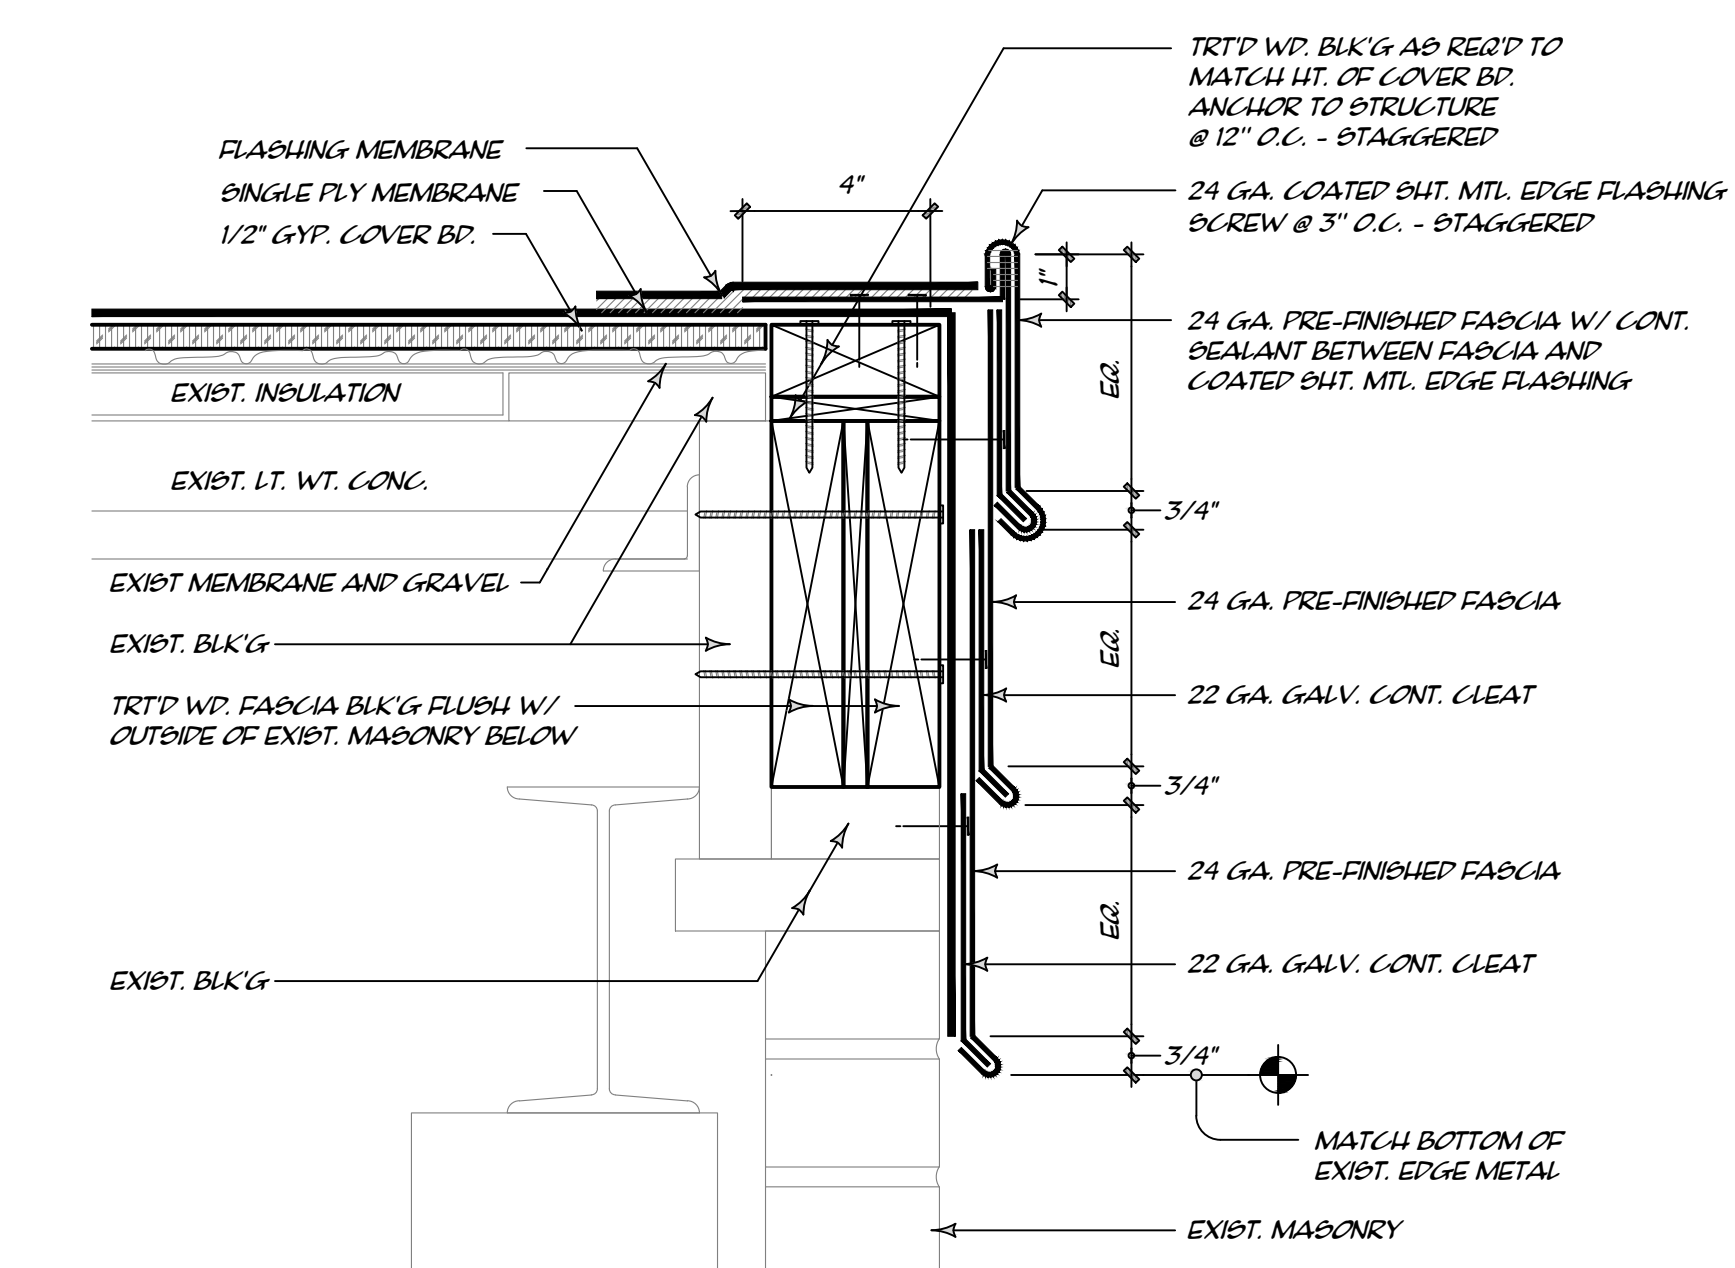 TRT'D WD. BLK'G AS REQ'D TO
MATCH HT. OF COVER BD.
ANCHOR TO STRUCTURE
@ 12" O.C. - STAGGERED
FLASHING MEMBRANE
SINGLE PLY MEMBRANE
1/2" GYP. COVER BD.
4"
24 GA. COATED SHT. MTL. EDGE FLASHING
SCREW @ 3" O.C. - STAGGERED
1"
24 GA. PRE-FINISHED FASCIA W/ CONT.
SEALANT BETWEEN FASCIA AND
COATED SHT. MTL. EDGE FLASHING
EQ.
EXIST. INSULATION
EXIST. LT. WT. CONC.
3/4"
EXIST MEMBRANE AND GRAVEL
24 GA. PRE-FINISHED FASCIA
EXIST. BLK'G
EQ.
TRT'D WD. FASCIA BLK'G FLUSH W/
OUTSIDE OF EXIST. MASONRY BELOW
22 GA. GALV. CONT. CLEAT
3/4"
24 GA. PRE-FINISHED FASCIA
EQ.
22 GA. GALV. CONT. CLEAT
EXIST. BLK'G
3/4"
MATCH BOTTOM OF
EXIST. EDGE METAL
EXIST. MASONRY